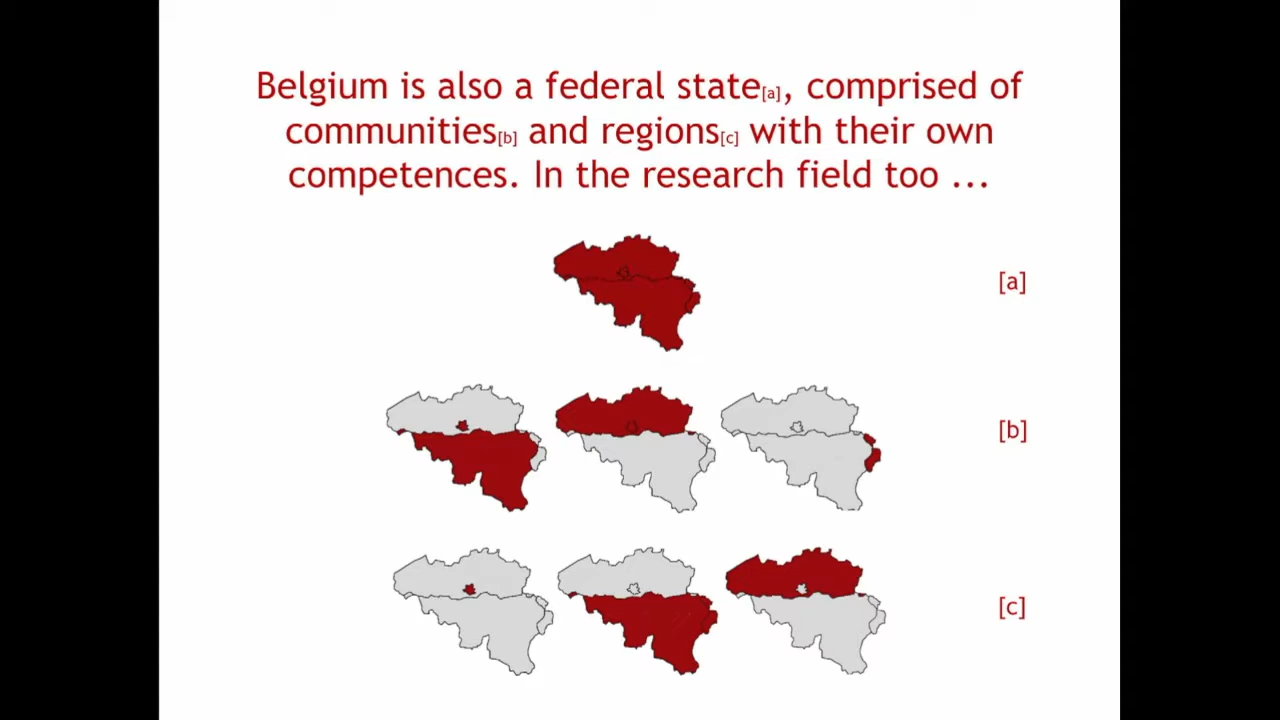 Belgium is also a federal state[a], comprised of
communities[b] and regions[c] with their own
competences. In the research field too ...
[a]
[b]
[c]